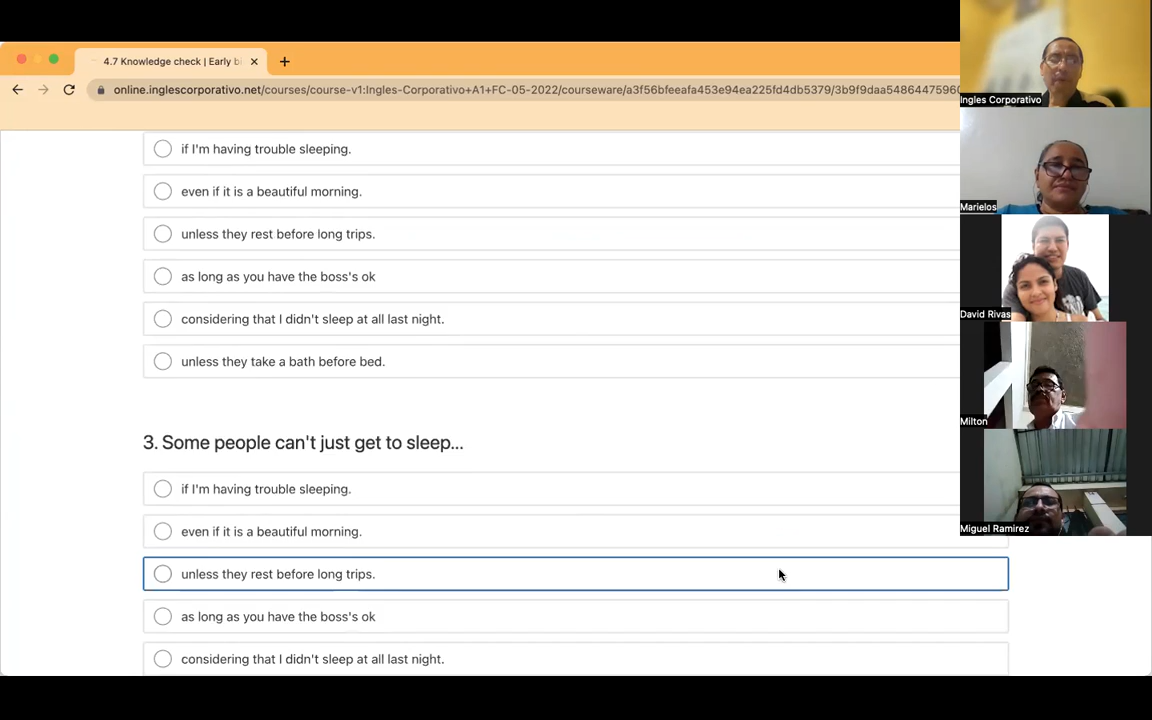 4.7 Knowledge check | Early bi
online.inglescorporativo.net/courses/course-v1:Ingles-Corporativo+A1+FC-05-2022/courseware/a3f56bfeeafa453e94ea225fd4db5379/3b9f9daa54864475960
if I'm having trouble sleeping.
even if it is a beautiful morning.
unless they rest before long trips.
as long as you have the boss's ok
considering that I didn't sleep at all last night.
unless they take a bath before bed.
3. Some people can't just get to sleep...
if I'm having trouble sleeping.
even if it is a beautiful morning.
unless they rest before long trips.
as long as you have the boss's ok
considering that I didn't sleep at all last night.
Ingles Corporativo
Marielos
David Rivas
Milton
Miguel Ramirez